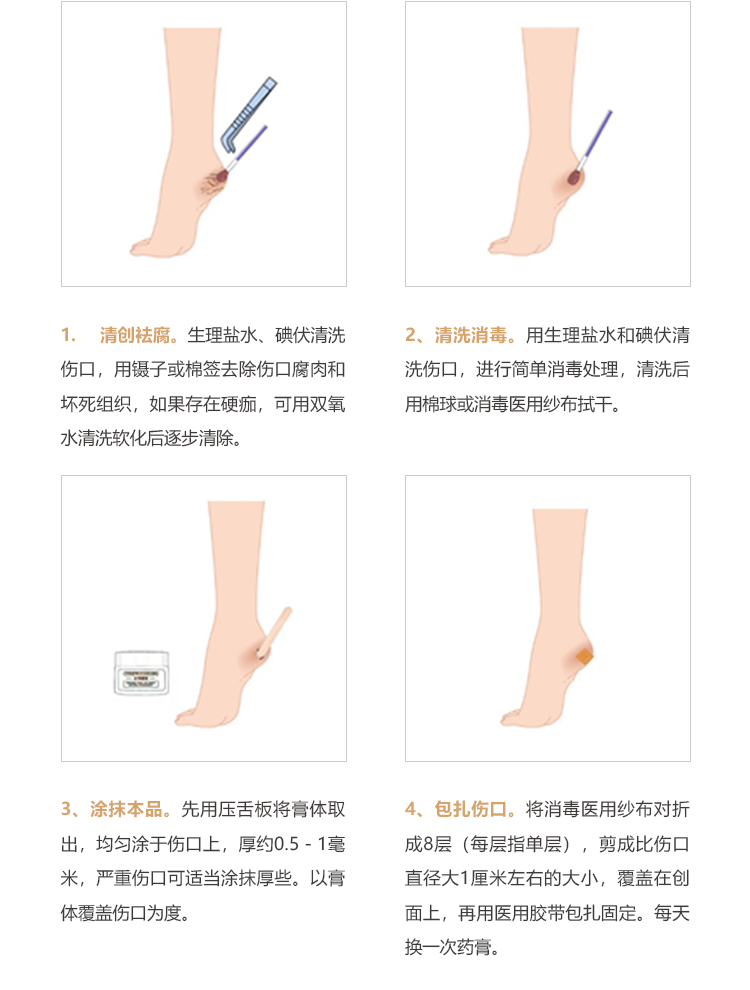 1. 清创祛腐。生理盐水、碘伏清洗
伤口，用镊子或棉签去除伤口腐肉和
坏死组织，如果存在硬痂，可用双氧
水清洗软化后逐步清除。
2、清洗消毒。用生理盐水和碘伏清
洗伤口，进行简单消毒处理，清洗后
用棉球或消毒医用纱布拭干。
3、涂抹本品。先用压舌板将膏体取
出，均匀涂于伤口上，厚约0.5 - 1毫
米，严重伤口可适当涂抹厚些。以膏
体覆盖伤口为度。
4、包扎伤口。将消毒医用纱布对折
成8层（每层指单层），剪成比伤口
直径大1厘米左右的大小，覆盖在创
面上，再用医用胶带包扎固定。每天
换一次药膏。